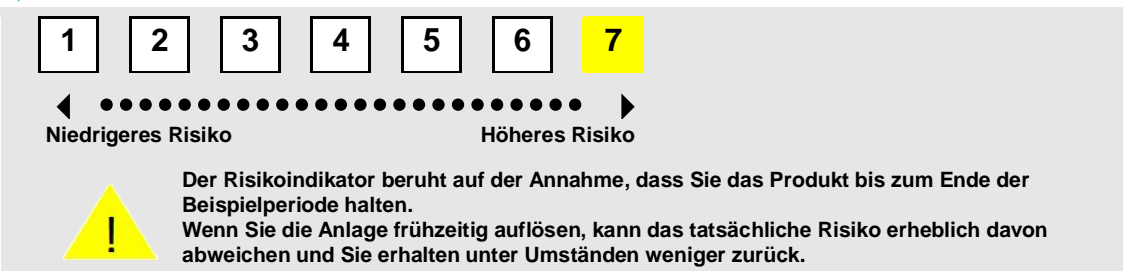 1 2 3 4 5 6 7
Niedrigeres Risiko Höheres Risiko
Der Risikoindikator beruht auf der Annahme, dass Sie das Produkt bis zum Ende der
Beispielperiode halten.
Wenn Sie die Anlage frühzeitig auflösen, kann das tatsächliche Risiko erheblich davon
abweichen und Sie erhalten unter Umständen weniger zurück.
!